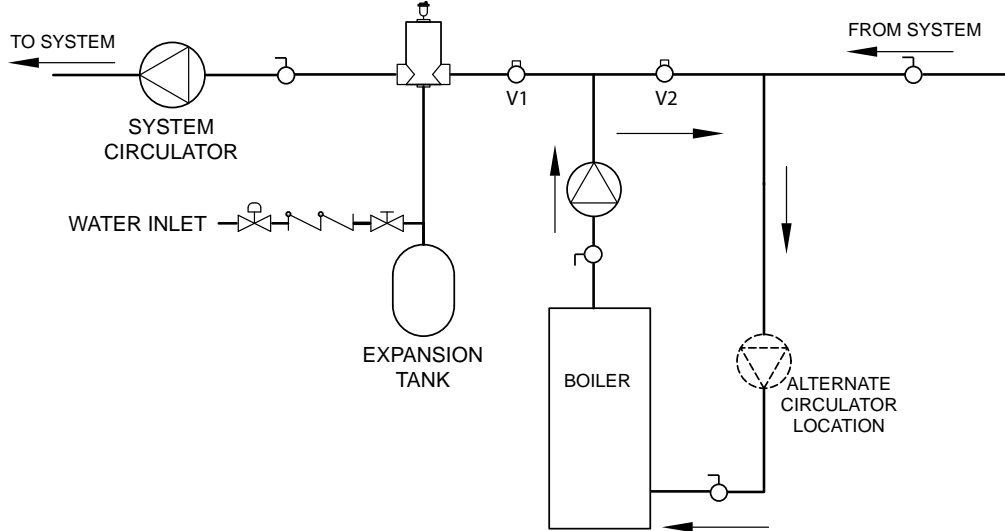 TO SYSTEM
FROM SYSTEM
V1
V2
SYSTEM
CIRCULATOR
WATER INLET
EXPANSION
TANK
BOILER
ALTERNATE
CIRCULATOR
LOCATION